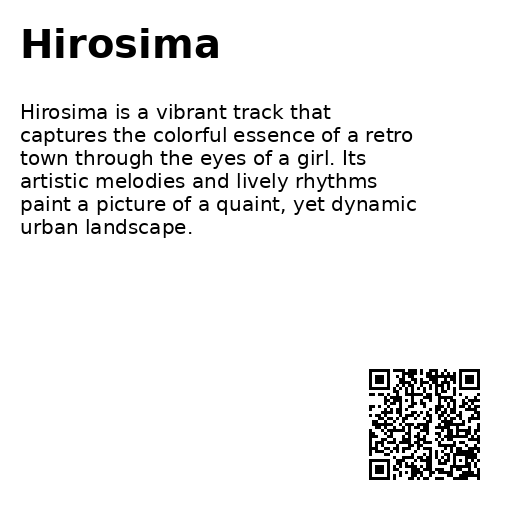 Hirosima
Hirosima is a vibrant track that
captures the colorful essence of a retro
town through the eyes of a girl. Its
artistic melodies and lively rhythms
paint a picture of a quaint, yet dynamic
urban landscape.